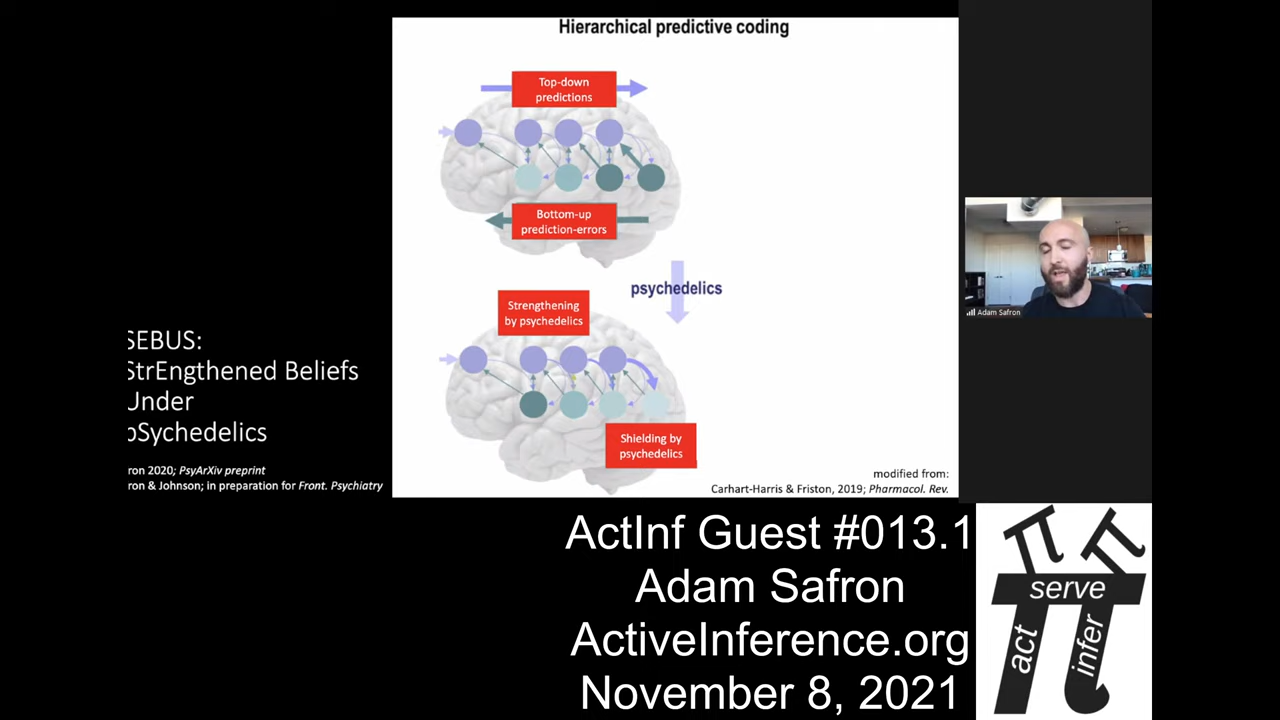 Hierarchical predictive coding
Top-down
predictions
Bottom-up
prediction-errors
psychedelics
Strengthening
by psychedelics
Shielding by
psychedelics
modified from:
Carhart-Harris & Friston, 2019; Pharmacol. Rev.
SEBUS:
StrEngthened Beliefs
Under
pSychedelics
ron 2020; PsyArXiv preprint
ron & Johnson; in preparation for Front. Psychiatry
Adam Safron
ActInf Guest #013.1
Adam Safron
ActiveInference.org
November 8, 2021
π π
serve
act
infer